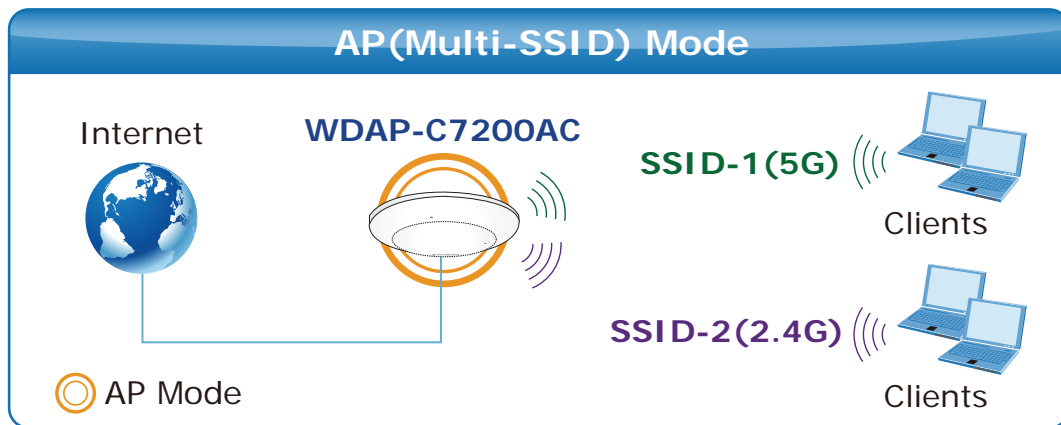 AP(Multi-SSID) Mode
Internet
WDAP-C7200AC
SSID-1(5G)
Clients
SSID-2(2.4G)
Clients
AP Mode